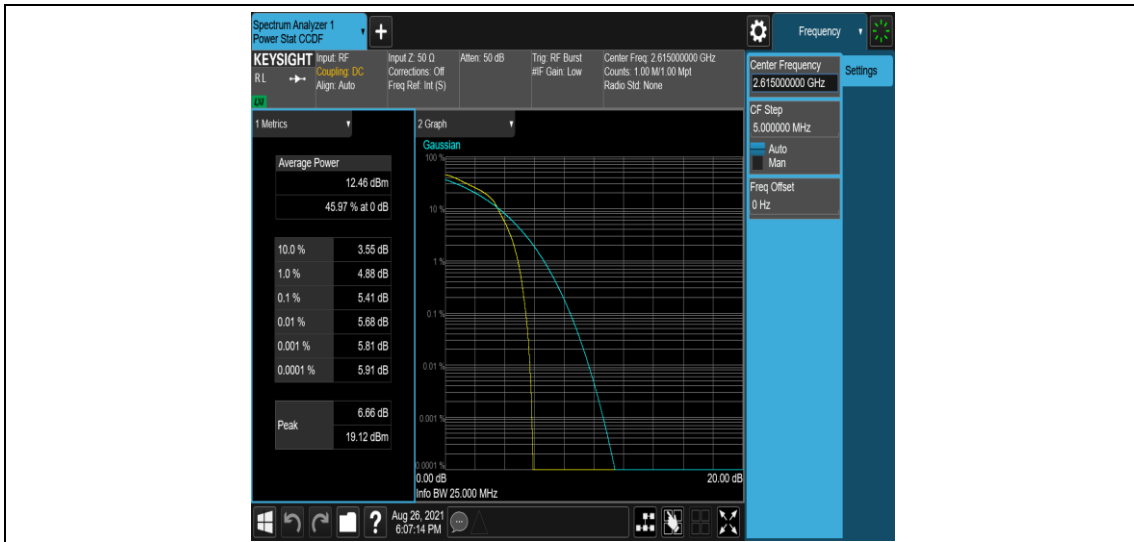 Spectrum Analyzer 1
Power Stat CCDF
Frequency
KEYSIGHT
RL
LXI
Input: RF
Coupling: DC
Align: Auto
Input Z: 50 Ω
Corrections: Off
Freq Ref: Int (S)
Atten: 50 dB
Trig: RF Burst
#IF Gain: Low
Center Freq: 2.615000000 GHz
Counts: 1.00 M/1.00 Mpt
Radio Std: None
Center Frequency
2.615000000 GHz
Settings
CF Step
5.000000 MHz
Auto
Man
Freq Offset
0 Hz
1 Metrics
Average Power
12.46 dBm
45.97 % at 0 dB
10.0 % 3.55 dB
1.0 % 4.88 dB
0.1 % 5.41 dB
0.01 % 5.68 dB
0.001 % 5.81 dB
0.0001 % 5.91 dB
Peak
6.66 dB
19.12 dBm
2 Graph
Gaussian
100 %
10 %
1 %
0.1 %
0.01 %
0.001 %
0.0001 %
0.00 dB
20.00 dB
Info BW 25.000 MHz
?
Aug 26, 2021
6:07:14 PM